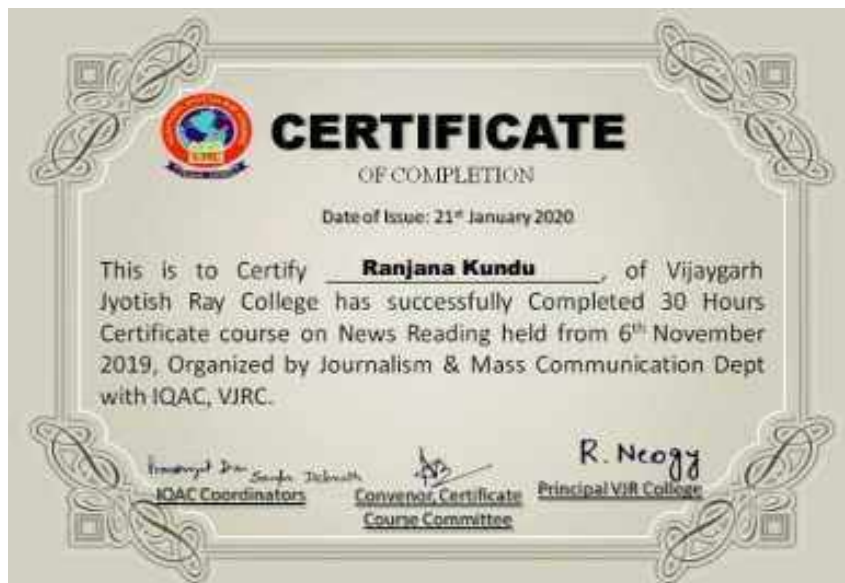 VJRC
CERTIFICATE
OF COMPLETION
Date of Issue: 21st January 2020
This is to Certify Ranjana Kundu, of Vijaygarh
Jyotish Ray College has successfully Completed 30 Hours
Certificate course on News Reading held from 6th November
2019, Organized by Journalism & Mass Communication Dept
with IQAC, VJRC.
R. Neogy
IQAC Coordinators Convenor, Certificate Principal VJR College
Course Committee